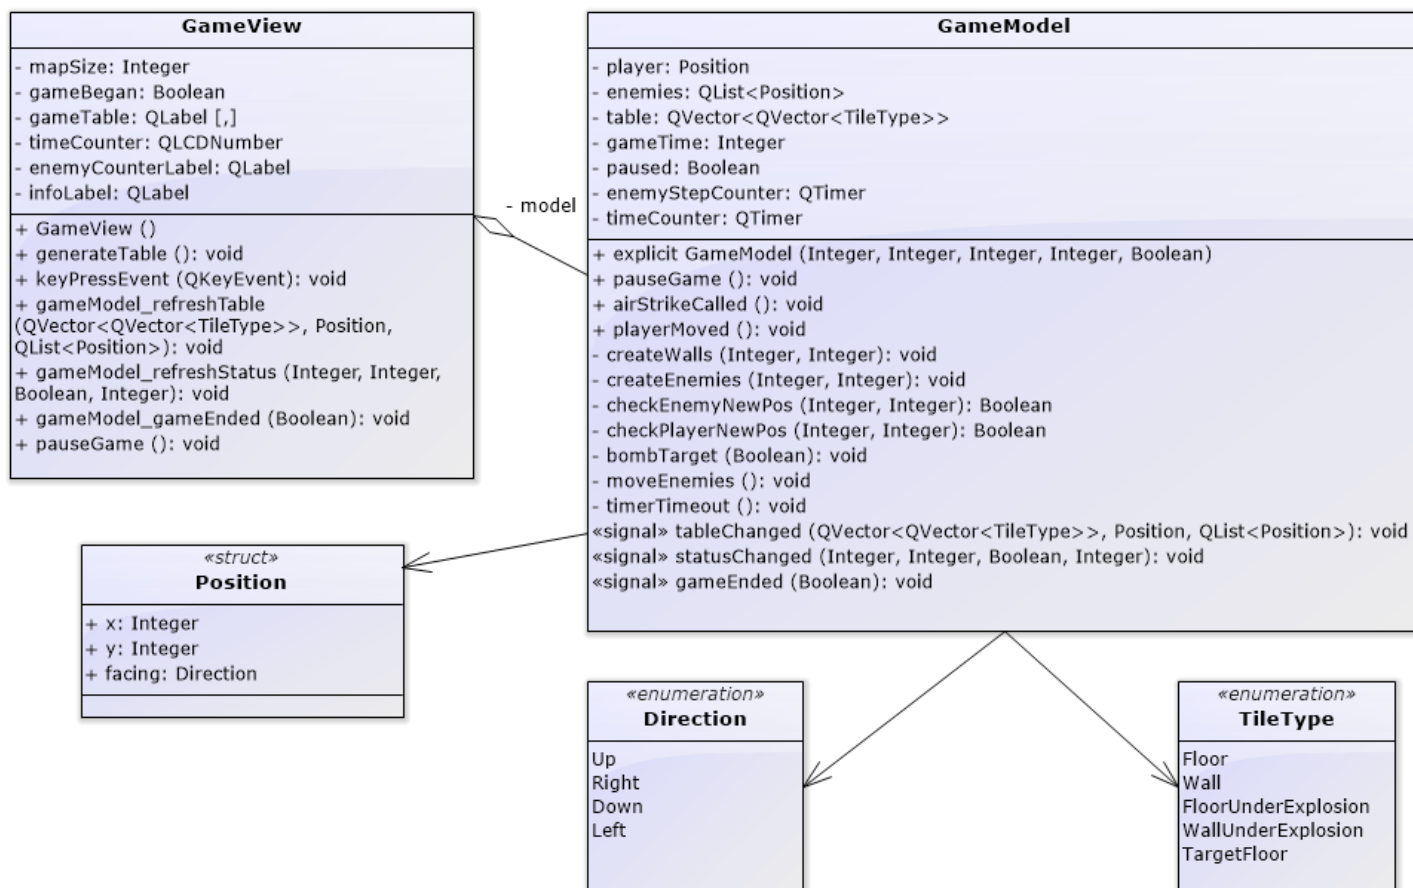 GameView
- mapSize: Integer
- gameBegan: Boolean
- gameTable: QLabel [,]
- timeCounter: QLCDNumber
- enemyCounterLabel: QLabel
- infoLabel: QLabel
+ GameView ()
+ generateTable (): void
+ keyPressEvent (QKeyEvent): void
+ gameModel_refreshTable
(QVector<QVector<TileType>>, Position,
QList<Position>): void
+ gameModel_refreshStatus (Integer, Integer,
Boolean, Integer): void
+ gameModel_gameEnded (Boolean): void
+ pauseGame (): void
- model
GameModel
- player: Position
- enemies: QList<Position>
- table: QVector<QVector<TileType>>
- gameTime: Integer
- paused: Boolean
- enemyStepCounter: QTimer
- timeCounter: QTimer
+ explicit GameModel (Integer, Integer, Integer, Integer, Boolean)
+ pauseGame (): void
+ airStrikeCalled (): void
+ playerMoved (): void
- createWalls (Integer, Integer): void
- createEnemies (Integer, Integer): void
- checkEnemyNewPos (Integer, Integer): Boolean
- checkPlayerNewPos (Integer, Integer): Boolean
- bombTarget (Boolean): void
- moveEnemies (): void
- timerTimeout (): void
«signal» tableChanged (QVector<QVector<TileType>>, Position, QList<Position>): void
«signal» statusChanged (Integer, Integer, Boolean, Integer): void
«signal» gameEnded (Boolean): void
«struct»
Position
+ x: Integer
+ y: Integer
+ facing: Direction
«enumeration»
Direction
Up
Right
Down
Left
«enumeration»
TileType
Floor
Wall
FloorUnderExplosion
WallUnderExplosion
TargetFloor